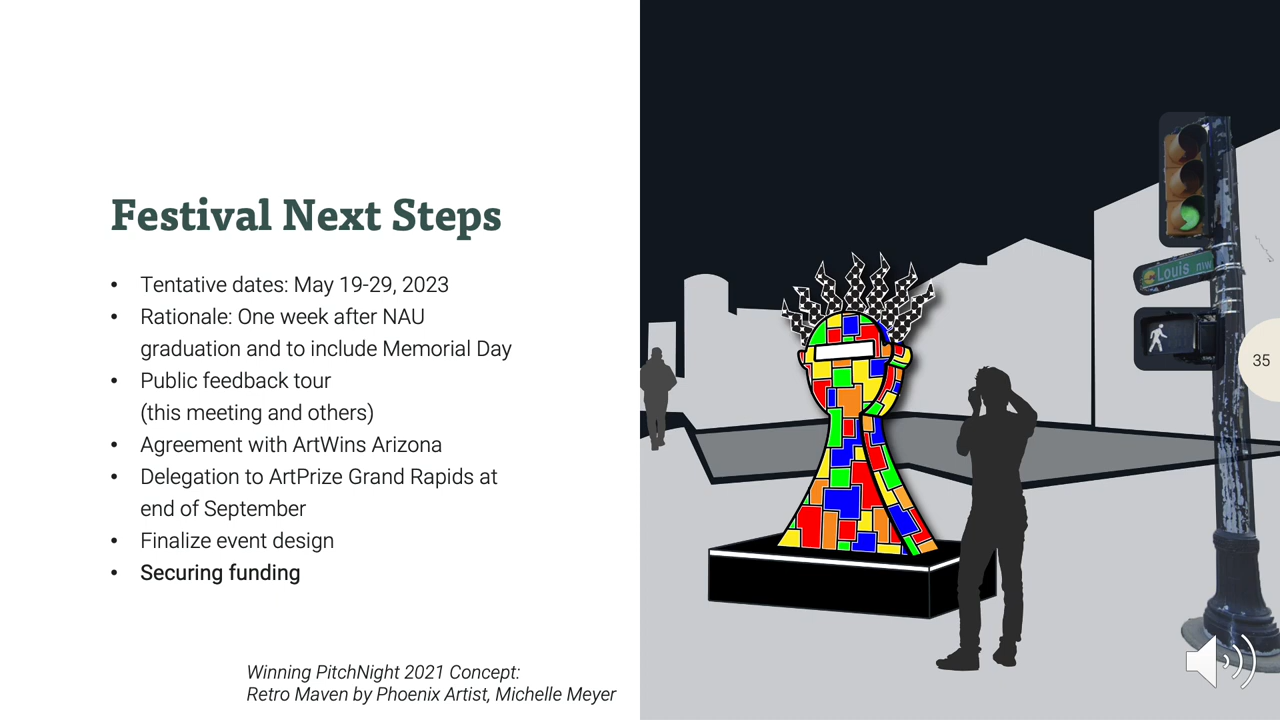 Festival Next Steps
• Tentative dates: May 19-29, 2023
• Rationale: One week after NAU
graduation and to include Memorial Day
• Public feedback tour
(this meeting and others)
• Agreement with ArtWins Arizona
• Delegation to ArtPrize Grand Rapids at
end of September
• Finalize event design
• Securing funding
Winning PitchNight 2021 Concept:
Retro Maven by Phoenix Artist, Michelle Meyer
Louis NW
35